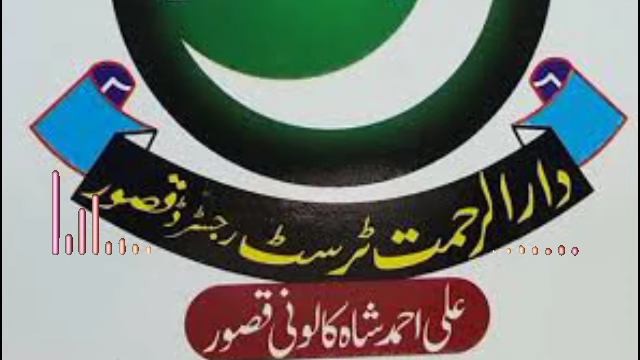 دارالرحمت ٹرسٹ رجسٹرڈ قصور
علی احمد شاہ کالونی قصور